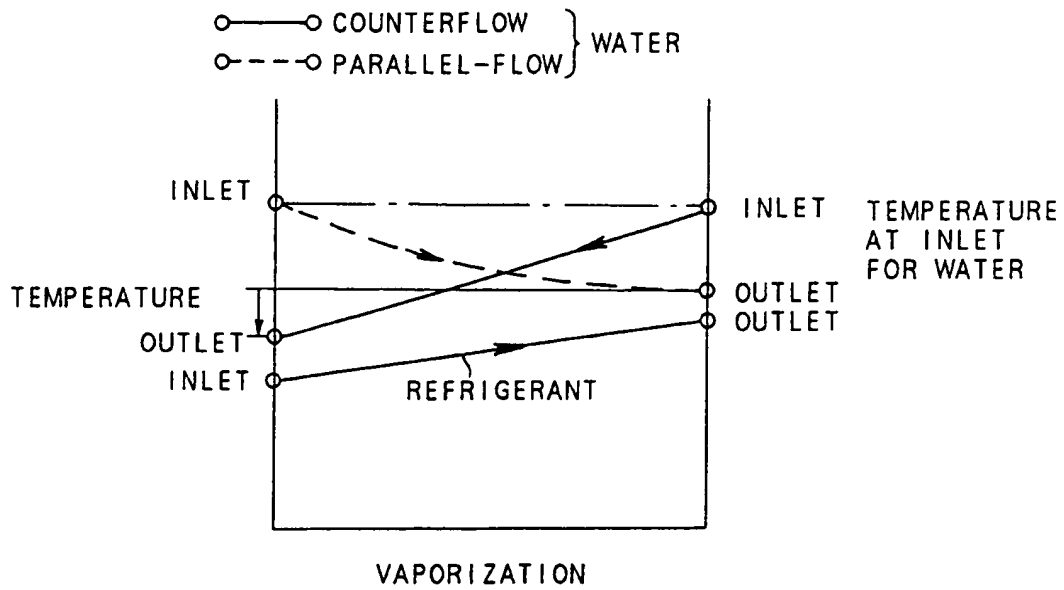 COUNTERFLOW
PARALLEL-FLOW
WATER
INLET
INLET
TEMPERATURE
AT INLET
FOR WATER
TEMPERATURE
OUTLET
OUTLET
OUTLET
INLET
REFRIGERANT
VAPORIZATION